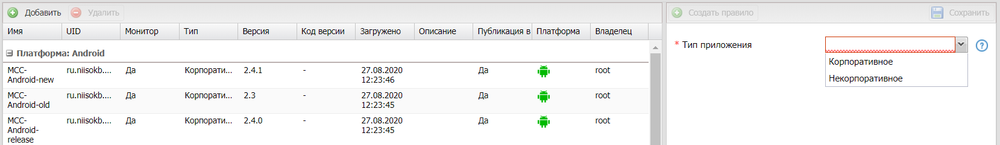 Добавить Удалить Создать правило Сохранить
Имя UID Монитор Тип Версия Код версии Загружено Описание Публикация в Платформа Владелец
* Тип приложения ?
Корпоративное
Некорпоративное
Платформа: Android
MCC-Android-new ru.niisokb.... Да Корпорати... 2.4.1 - 27.08.2020 12:23:46 Да root
MCC-Android-old ru.niisokb.... Да Корпорати... 2.3 - 27.08.2020 12:23:45 Да root
MCC-Android-release ru.niisokb.... Да Корпорати... 2.4.0 - 27.08.2020 12:23:45 Да root